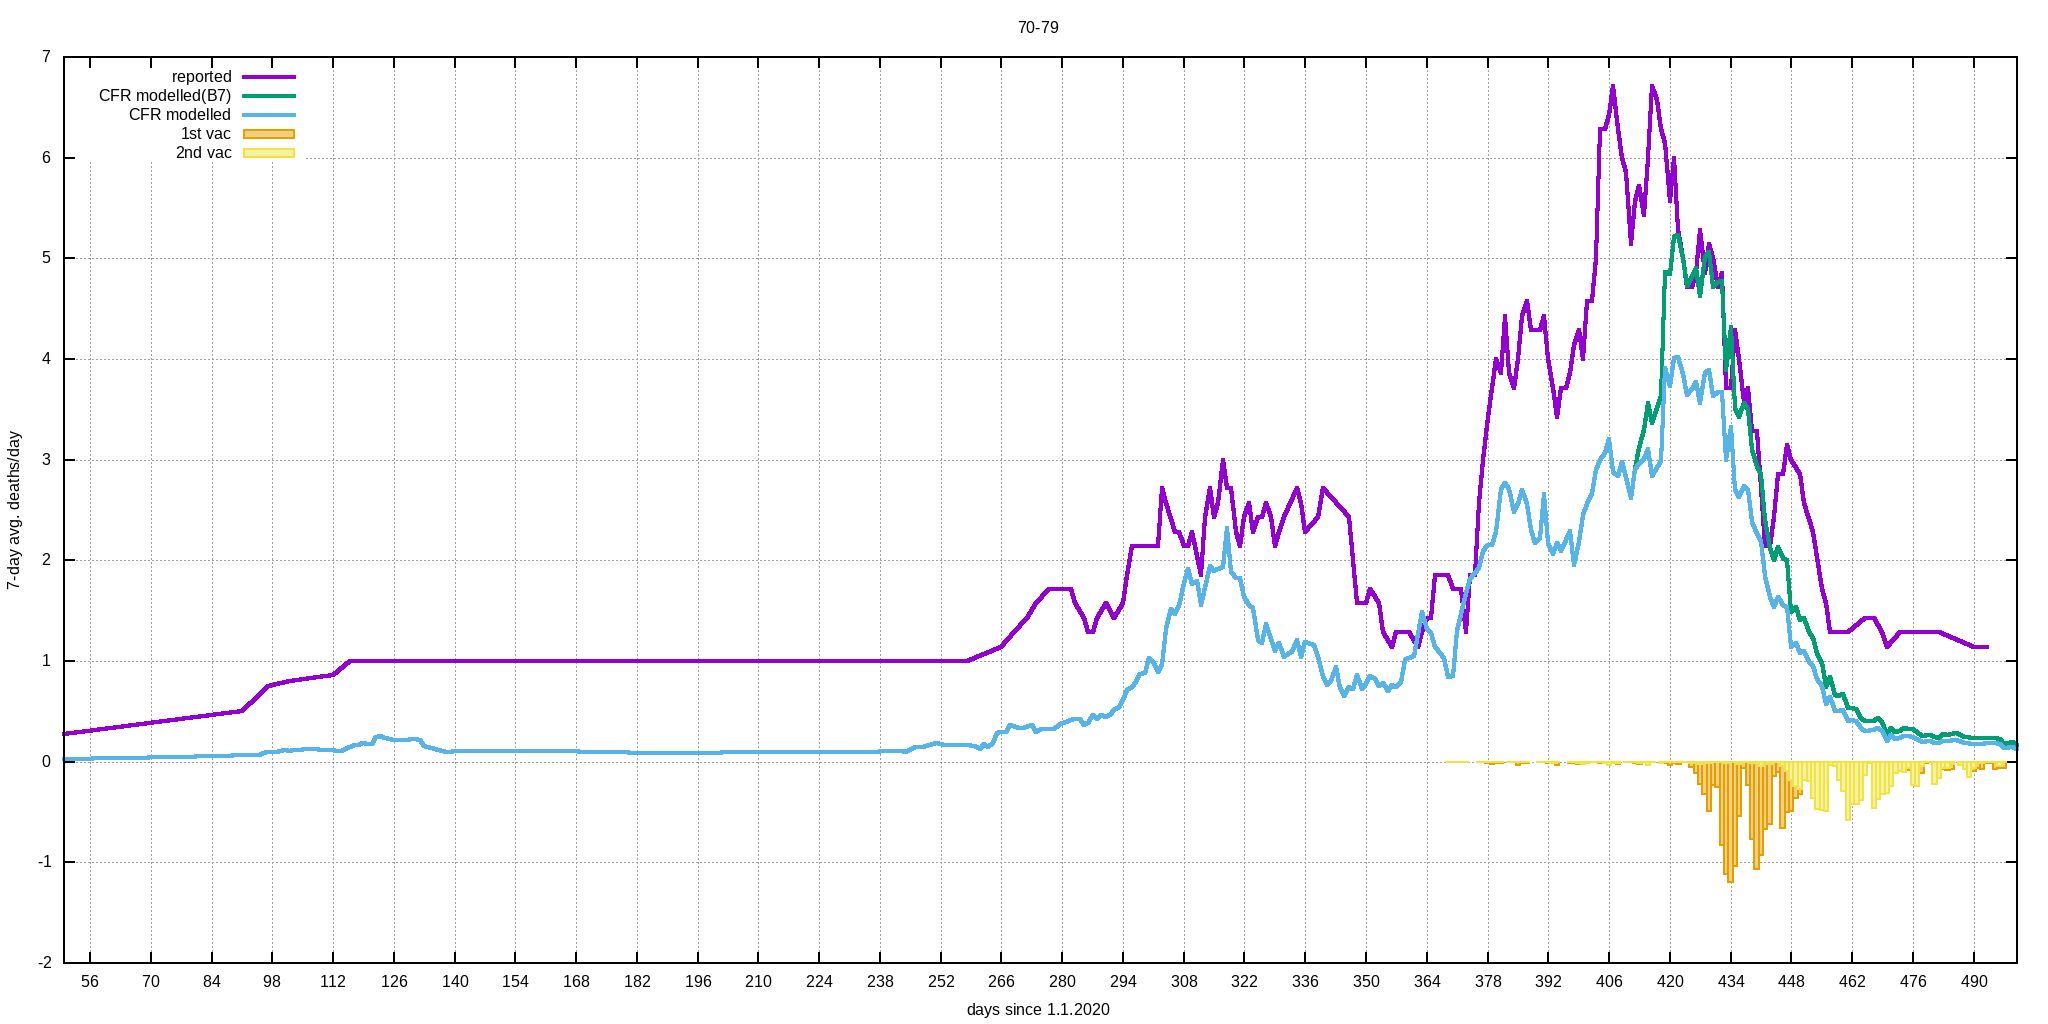 70-79
7
reported
CFR modelled(B7)
CFR modelled
1st vac
2nd vac
6
5
4
3
2
1
0
-1
-2
7-day avg. deaths/day
56 70 84 98 112 126 140 154 168 182 196 210 224 238 252 266 280 294 308 322 336 350 364 378 392 406 420 434 448 462 476 490
days since 1.1.2020